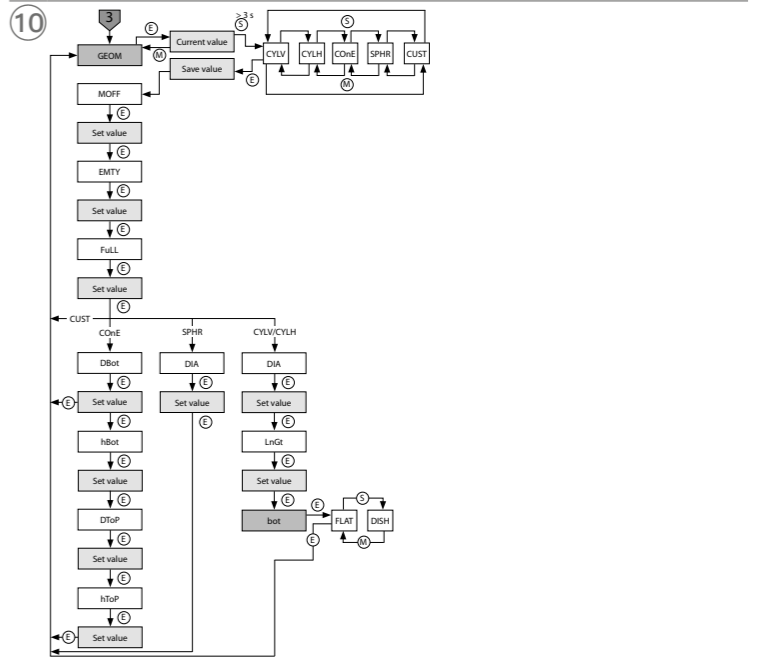 10
3
GEOM
E
M
Current value
> 3 s
S
Save value
E
CYLV
CYLH
COnE
SPHR
CUST
S
M
MOFF
E
Set value
E
EMTY
E
Set value
E
FuLL
E
Set value
E
CUST
COnE
SPHR
CYLV/CYLH
DBot
E
E
Set value
E
hBot
E
Set value
E
DToP
E
Set value
E
hToP
E
E
Set value
DIA
E
Set value
E
DIA
E
Set value
E
LnGt
E
Set value
E
bot
E
E
FLAT
DISH
S
M